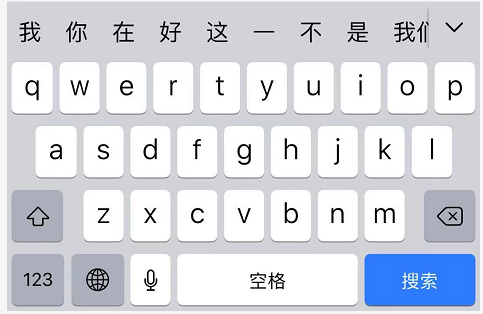 我 你 在 好 这 一 不 是 我们
q w e r t y u i o p
a s d f g h j k l
z x c v b n m
123 空格 搜索